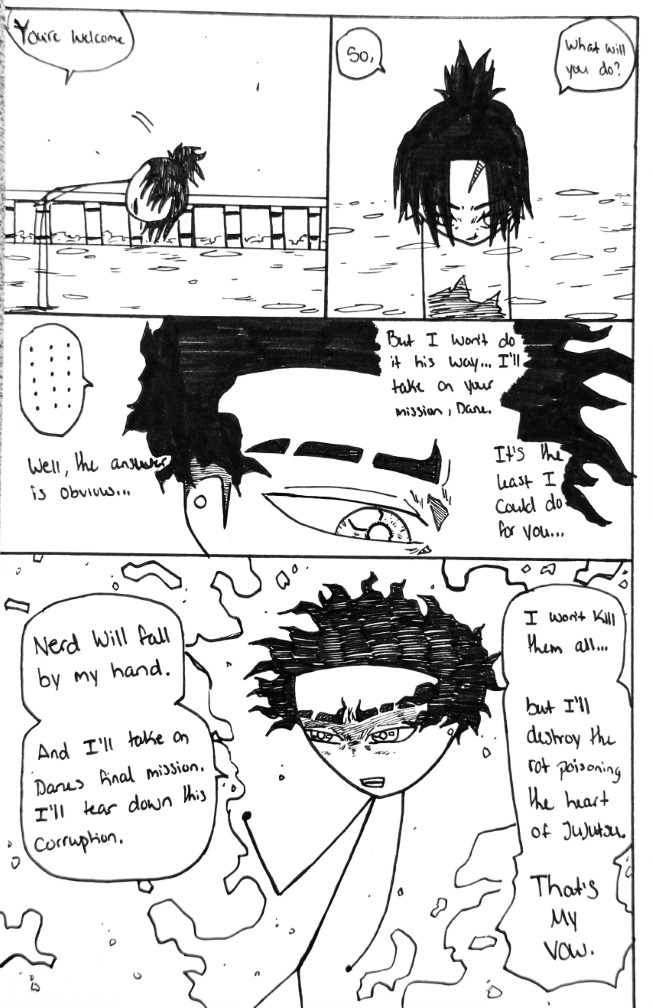 You're Welcome
So,
What will
you do?
But I won't do
it his way... I'll
take on your
mission, Dane.
Well, the answer
is obvious...
It's the
least I
could do
for you...
Nerd Will fall
by my hand.
And I'll take on
Danes final mission.
I'll tear down this
corruption.
I won't kill
them all...
but I'll
destroy the
rot poisoning
the heart
of JuJutsu.
That's
My
Vow.